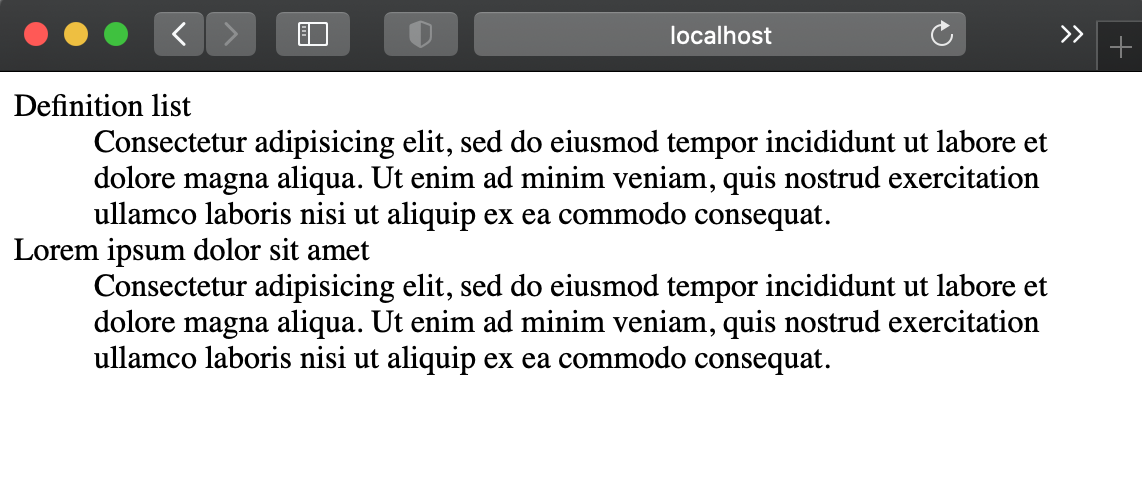 localhost
Definition list
Consectetur adipisicing elit, sed do eiusmod tempor incididunt ut labore et
dolore magna aliqua. Ut enim ad minim veniam, quis nostrud exercitation
ullamco laboris nisi ut aliquip ex ea commodo consequat.
Lorem ipsum dolor sit amet
Consectetur adipisicing elit, sed do eiusmod tempor incididunt ut labore et
dolore magna aliqua. Ut enim ad minim veniam, quis nostrud exercitation
ullamco laboris nisi ut aliquip ex ea commodo consequat.